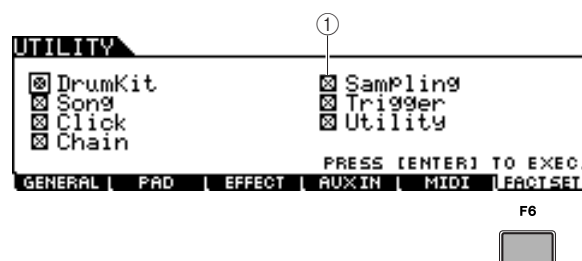 ①
UTILITY
DrumKit
Sampling
Song
Trigger
Click
Utility
Chain
PRESS [ENTER] TO EXEC.
GENERAL PAD EFFECT AUXIN MIDI FACTSET
F6